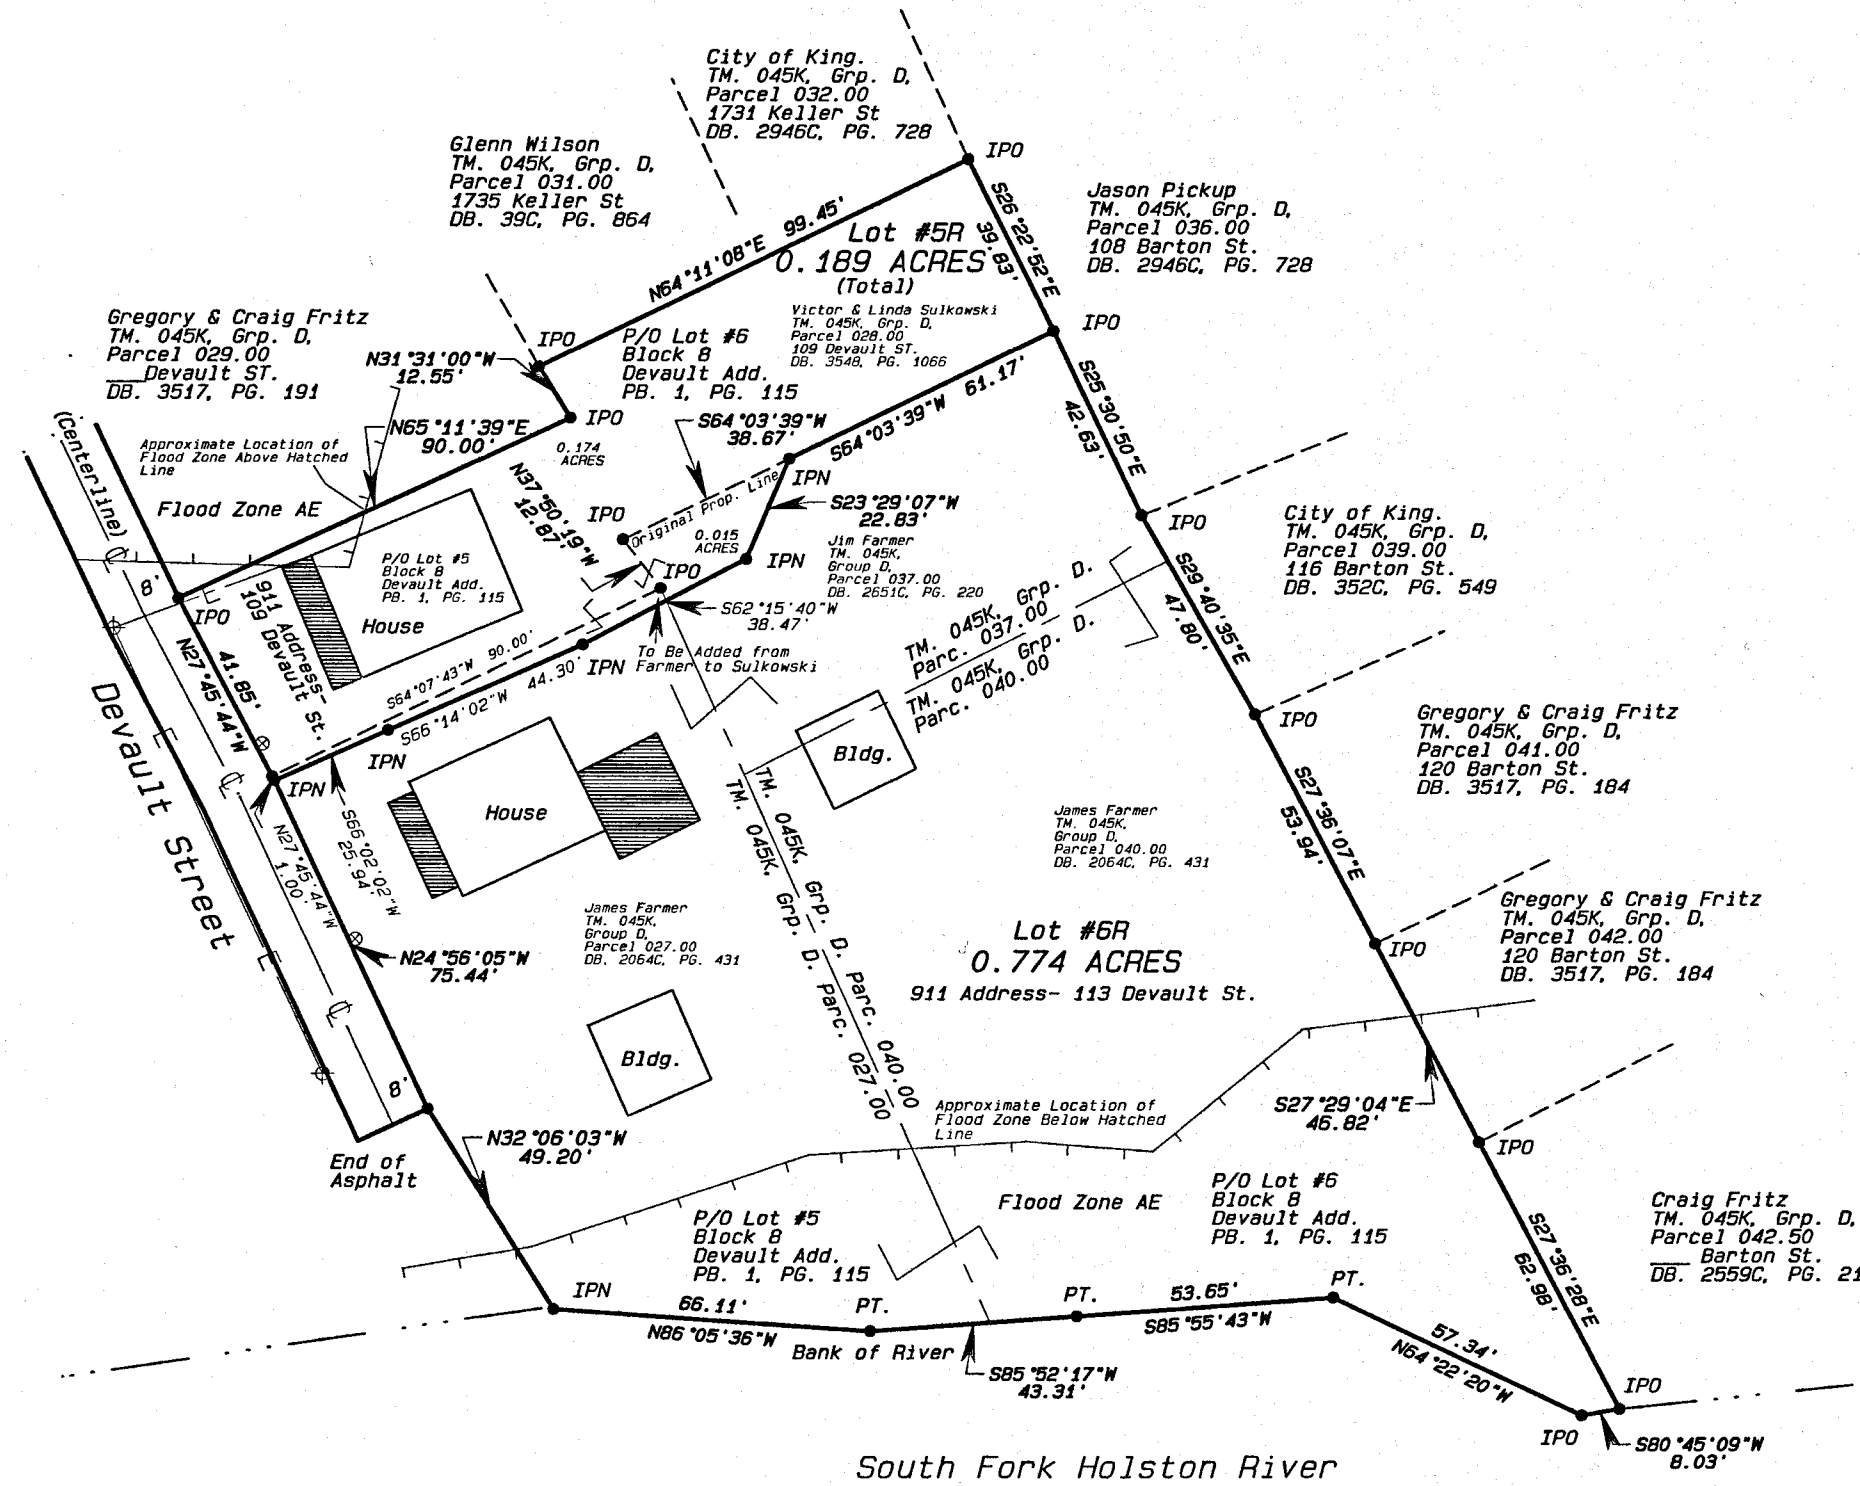 City of King.
TM. 045K, Grp. D,
Parcel 032.00
1731 Keller St
DB. 2946C, PG. 728
Glenn Wilson
TM. 045K, Grp. D,
Parcel 031.00
1735 Keller St
DB. 39C, PG. 864
IPO
Jason Pickup
TM. 045K, Grp. D,
Parcel 036.00
108 Barton St.
DB. 2946C, PG. 728
N64°11'08"E 99.45'
S26°22'52"E
39.83'
Lot #5R
0.189 ACRES
(Total)
Victor & Linda Sulkowski
TM. 045K, Grp. D,
Parcel 028.00
109 Devault ST.
DB. 3548, PG. 1066
Gregory & Craig Fritz
TM. 045K, Grp. D,
Parcel 029.00
___Devault ST.
DB. 3517, PG. 191
N31°31'00"W
12.55'
IPO
P/O Lot #6
Block 8
Devault Add.
PB. 1, PG. 115
IPO
IPO
N65°11'39"E
90.00'
0.174
ACRES
S64°03'39"W
38.67'
S64°03'39"W 61.17'
S25°30'50"E
42.63'
(Centerline)
Approximate Location of
Flood Zone Above Hatched
Line
Flood Zone AE
N37°50'19"W
12.87'
IPO
Original Prop. Line
IPN
S23°29'07"W
22.83'
0.015
ACRES
IPN
Jim Farmer
TM. 045K,
Group D,
Parcel 037.00
DB. 2651C, PG. 220
IPO
City of King.
TM. 045K, Grp. D,
Parcel 039.00
116 Barton St.
DB. 352C, PG. 549
P/O Lot #5
Block 8
Devault Add.
PB. 1, PG. 115
House
8'
IPO
911 Address-
109 Devault St.
IPO
S62°15'40"W
38.47'
To Be Added from
Farmer to Sulkowski
TM. 045K, Grp. D.
Parc. 037.00
TM. 045K, Grp. D.
Parc. 040.00
S29°40'35"E
47.80'
N27°45'44"W
41.85'
S64°07'43"W 90.00'
S66°14'02"W 44.30'
IPN
IPN
IPN
IPO
Devault Street
House
Bldg.
Gregory & Craig Fritz
TM. 045K, Grp. D,
Parcel 041.00
120 Barton St.
DB. 3517, PG. 184
N27°45'44"W
1.00'
S66°02'02"W
25.94'
TM. 045K, Grp. D. Parc. 040.00
TM. 045K, Grp. D. Parc. 027.00
James Farmer
TM. 045K,
Group D,
Parcel 040.00
DB. 2064C, PG. 431
S27°36'07"E
53.94'
James Farmer
TM. 045K,
Group D,
Parcel 027.00
DB. 2064C, PG. 431
Lot #6R
0.774 ACRES
911 Address- 113 Devault St.
IPO
Gregory & Craig Fritz
TM. 045K, Grp. D,
Parcel 042.00
120 Barton St.
DB. 3517, PG. 184
N24°56'05"W
75.44'
Bldg.
8'
Approximate Location of
Flood Zone Below Hatched
Line
S27°29'04"E
46.82'
N32°06'03"W
49.20'
End of
Asphalt
IPO
Flood Zone AE
P/O Lot #6
Block 8
Devault Add.
PB. 1, PG. 115
P/O Lot #5
Block 8
Devault Add.
PB. 1, PG. 115
S27°36'28"E
62.98'
Craig Fritz
TM. 045K, Grp. D,
Parcel 042.50
___ Barton St.
DB. 2559C, PG. 21
IPN
66.11'
N86°05'36"W
PT.
Bank of River
PT.
53.65'
S85°55'43"W
PT.
S85°52'17"W
43.31'
57.34'
N64°22'20"W
IPO
IPO
S80°45'09"W
8.03'
South Fork Holston River